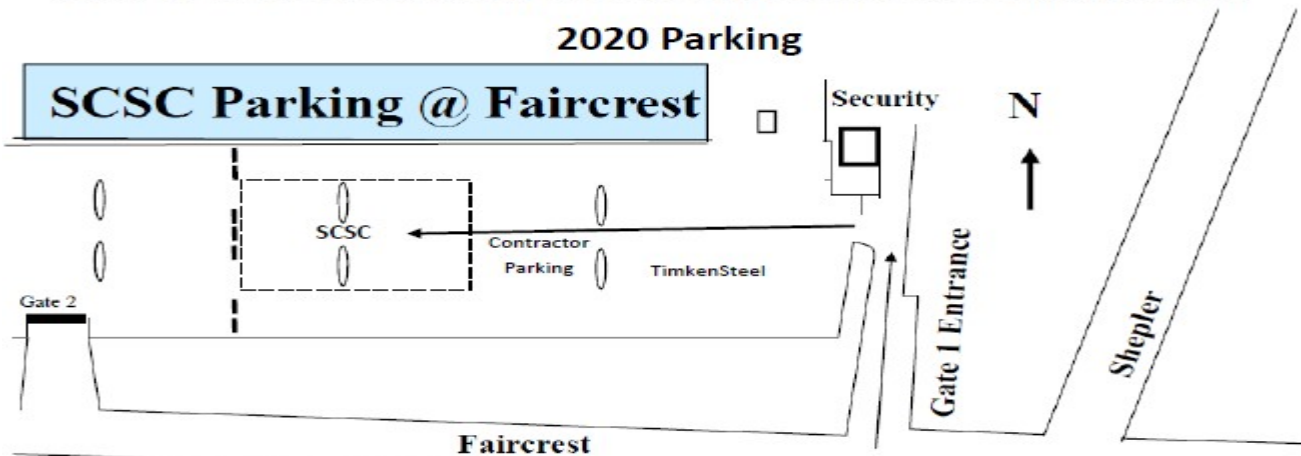 2020 Parking
SCSC Parking @ Faircrest
Security
N
SCSC
Contractor
Parking
TimkenSteel
Gate 2
Gate 1 Entrance
Shepler
Faircrest